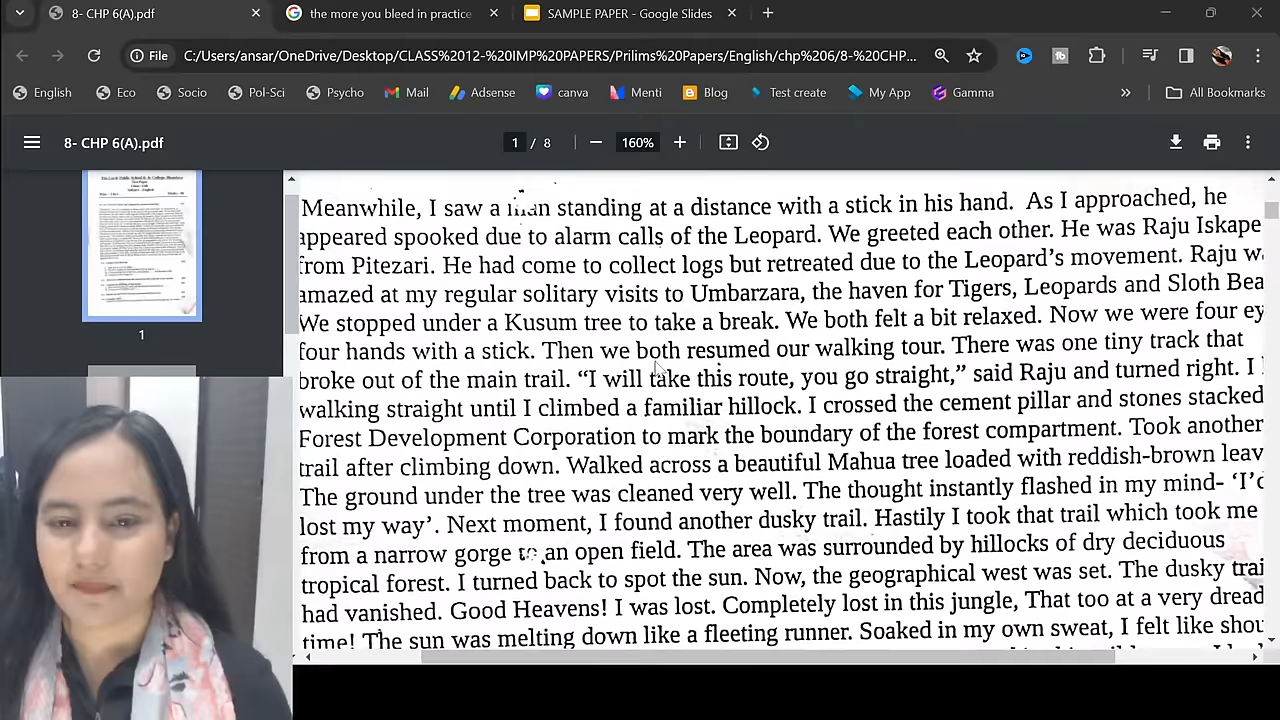 8- CHP 6(A).pdf
the more you bleed in practice
SAMPLE PAPER - Google Slides
File
C:/Users/ansar/OneDrive/Desktop/CLASS%2012-%20IMP%20PAPERS/Prilims%20Papers/English/chp%206/8-%20CHP...
English Eco Socio Pol-Sci Psycho Mail Adsense canva Menti Blog Test create My App Gamma » All Bookmarks
8- CHP 6(A).pdf 1 / 8 160%
1
Meanwhile, I saw a man standing at a distance with a stick in his hand. As I approached, he
appeared spooked due to alarm calls of the Leopard. We greeted each other. He was Raju Iskape
from Pitezari. He had come to collect logs but retreated due to the Leopard's movement. Raju w
amazed at my regular solitary visits to Umbarzara, the haven for Tigers, Leopards and Sloth Bea
We stopped under a Kusum tree to take a break. We both felt a bit relaxed. Now we were four ey
four hands with a stick. Then we both resumed our walking tour. There was one tiny track that
broke out of the main trail. “I will take this route, you go straight,” said Raju and turned right. I
walking straight until I climbed a familiar hillock. I crossed the cement pillar and stones stacked
Forest Development Corporation to mark the boundary of the forest compartment. Took another
trail after climbing down. Walked across a beautiful Mahua tree loaded with reddish-brown leav
The ground under the tree was cleaned very well. The thought instantly flashed in my mind- ‘I’d
lost my way’. Next moment, I found another dusky trail. Hastily I took that trail which took me
from a narrow gorge to an open field. The area was surrounded by hillocks of dry deciduous
tropical forest. I turned back to spot the sun. Now, the geographical west was set. The dusky trai
had vanished. Good Heavens! I was lost. Completely lost in this jungle, That too at a very dread
time! The sun was melting down like a fleeting runner. Soaked in my own sweat, I felt like shou